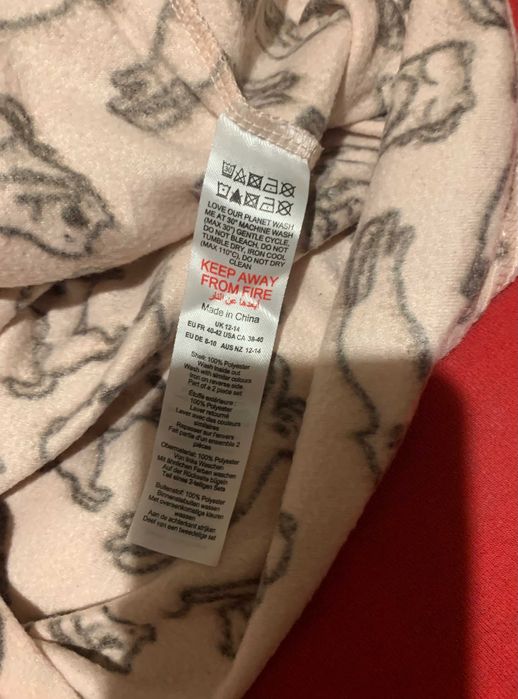 30
LOVE OUR PLANET WASH
ME AT 30° MACHINE WASH
(MAX 30°) GENTLE CYCLE,
DO NOT BLEACH, DO NOT
TUMBLE DRY, IRON COOL
(MAX 110°C), DO NOT DRY
CLEAN
KEEP AWAY
FROM FIRE
أبعدها عن النار
Made in China
UK 12-14
EU FR 40-42 USA CA 38-40
EU DE 8-10 AUS NZ 12-14
Shell: 100% Polyester
Wash inside out
Wash with similar colours
Iron on reverse side
Part of a 2 piece set
Étoffe extérieure :
100% Polyester
Laver retourné
Laver avec des couleurs
similaires
Repasser sur l'envers
Fait partie d'un ensemble 2
pièces
Obermaterial: 100% Polyester
Von links Waschen
Mit ähnlichen Farben waschen
Auf der Rückseite bügeln
Teil eines 2-teiligen Sets
Buitenstof: 100% Polyester
Binnenstebuiten wassen
Met overeenkomstige kleuren
wassen
Aan de achterkant strijken
Deel van een tweedelige set